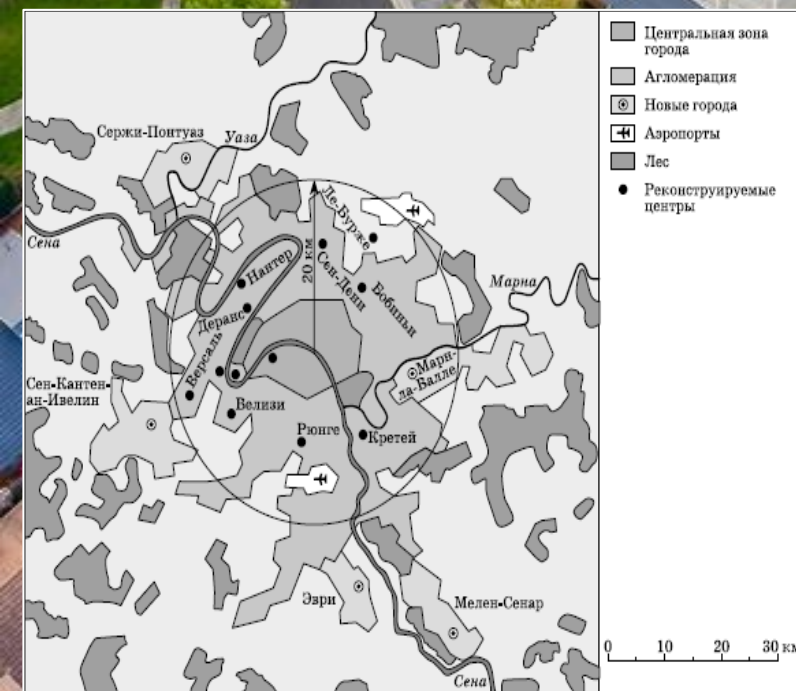 Сержи-Понтуаз
Уаза
Ле-Бурже
Сена
20 км
Сен-Дени
Нантер
Бобиньи
Марна
Дефанс
Версаль
Марн-
ла-Валле
Сен-Кантен-
ан-Ивелин
Велизи
Рюнге
Кретей
Эври
Мелен-Сенар
Сена
Центральная зона
города
Агломерация
Новые города
Аэропорты
Лес
Реконструируемые
центры
0 10 20 30 км